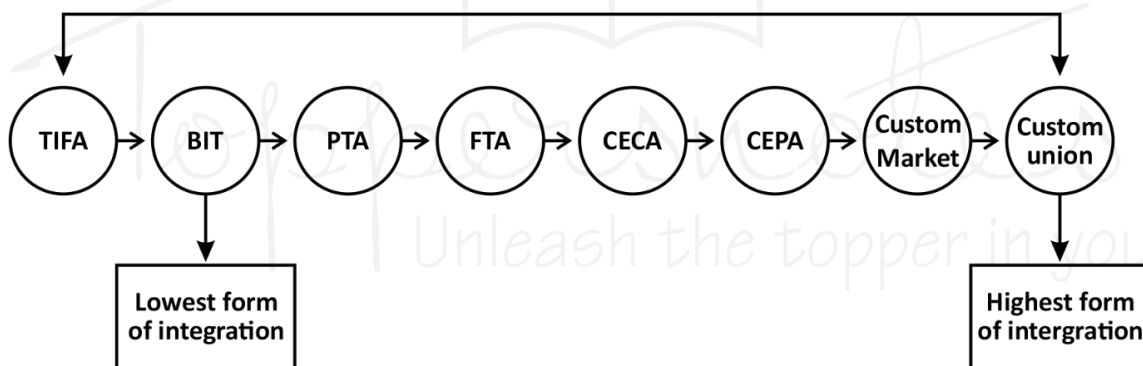 TIFA
BIT
PTA
FTA
CECA
CEPA
Custom
Market
Custom
union
Lowest form
of integration
Highest form
of intergration
Toppersnotes
Unleash the topper in you